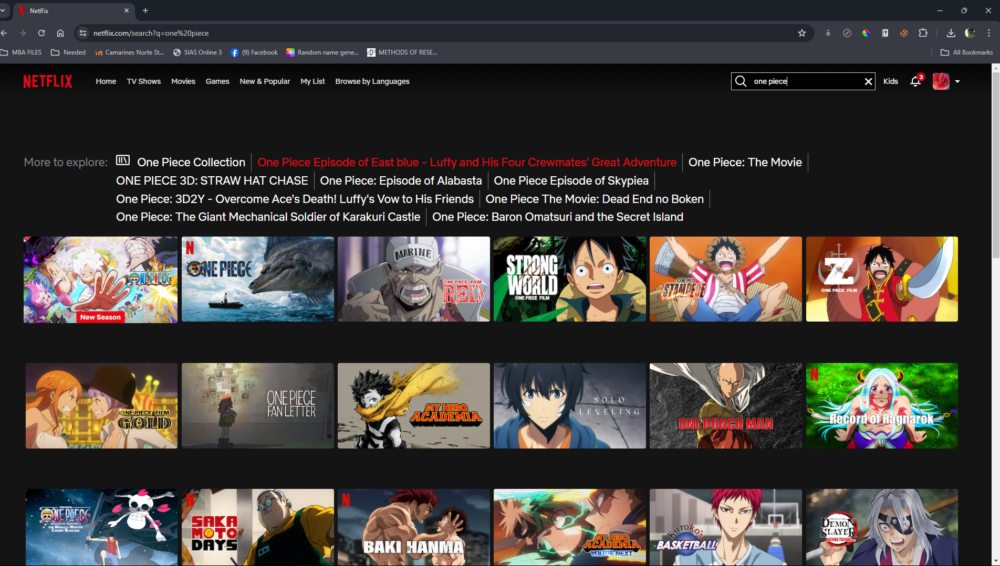 Netflix
netflix.com/search?q=one%20piece
MBA FILES
Needed
Camarines Norte St...
SIAS Online 3
(9) Facebook
Random name gene...
METHODS OF RESE...
All Bookmarks
NETFLIX
Home
TV Shows
Movies
Games
New & Popular
My List
Browse by Languages
one piece
Kids
3
More to explore:
One Piece Collection
One Piece Episode of East blue - Luffy and His Four Crewmates' Great Adventure
One Piece: The Movie
ONE PIECE 3D: STRAW HAT CHASE
One Piece: Episode of Alabasta
One Piece Episode of Skypiea
One Piece: 3D2Y - Overcome Ace's Death! Luffy's Vow to His Friends
One Piece The Movie: Dead End no Boken
One Piece: The Giant Mechanical Soldier of Karakuri Castle
One Piece: Baron Omatsuri and the Secret Island
ONE PIECE
New Season
N
ONE PIECE
MARINE
ONE PIECE FILM
RED
STRONG
WORLD
ONE PIECE FILM
ONE PIECE
STAMPEDE
Z
ONE PIECE FILM
ONE PIECE FILM
GOLD
ONE PIECE
FAN LETTER
MY HERO
ACADEMIA
SOLO
LEVELING
ONE PUNCH MAN
N
Record of Ragnarok
ONE PIECE
THE MIRACLE WINTER
CHERRY BLOSSOM
N
SAKA
MOTO
DAYS
N
BAKI HANMA
MY HERO
ACADEMIA
YOU'RE NEXT
Kuroko's
BASKETBALL
DEMON
SLAYER
HASHIRA TRAINING